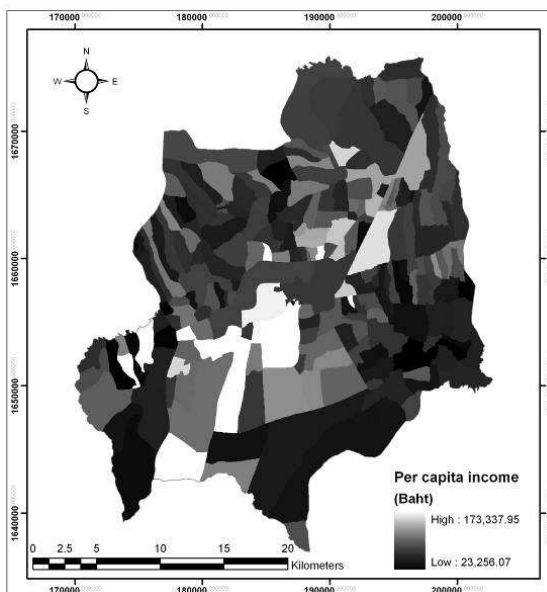 170000 180000 190000 200000
N
W E
S
1670000
1660000
1650000
1640000
Per capita income
(Baht)
High : 173,337.95
Low : 23,256.07
0 2.5 5 10 15 20
Kilometers
170000 180000 190000 200000